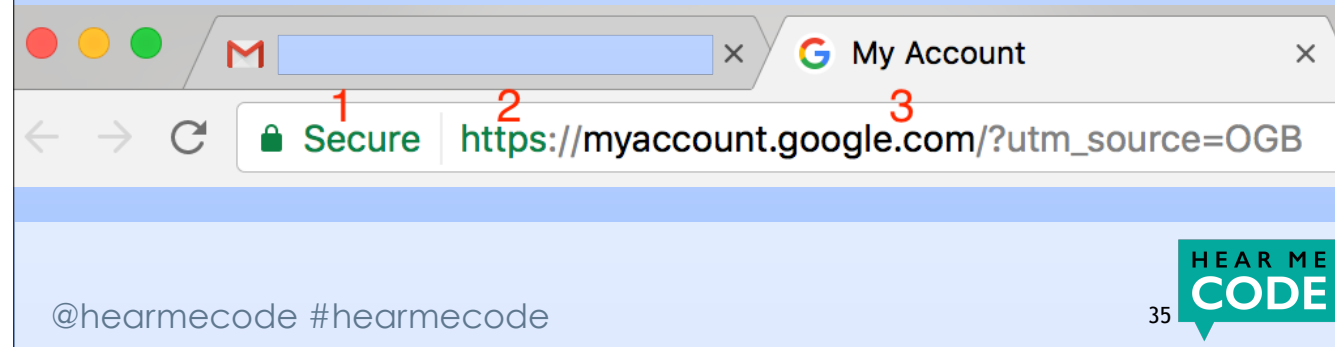 My Account
1 2 3
Secure https://myaccount.google.com/?utm_source=OGB
HEAR ME
CODE
@hearmecode #hearmecode
35